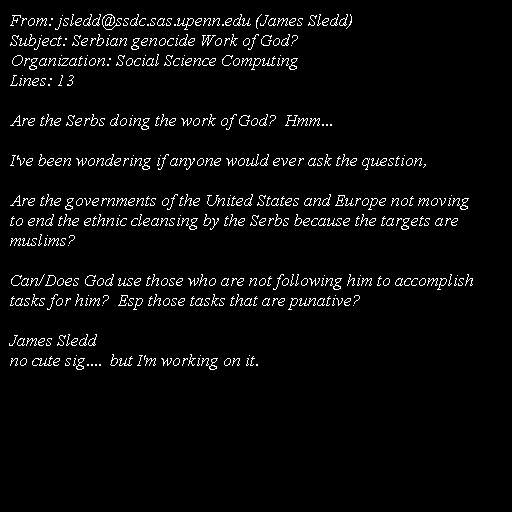 From: jsledd@ssdc.sas.upenn.edu (James Sledd)
Subject: Serbian genocide Work of God?
Organization: Social Science Computing
Lines: 13

Are the Serbs doing the work of God?  Hmm...

I've been wondering if anyone would ever ask the question,

Are the governments of the United States and Europe not moving
to end the ethnic cleansing by the Serbs because the targets are
muslims?

Can/Does God use those who are not following him to accomplish
tasks for him?  Esp those tasks that are punative?

James Sledd
no cute sig....  but I'm working on it.